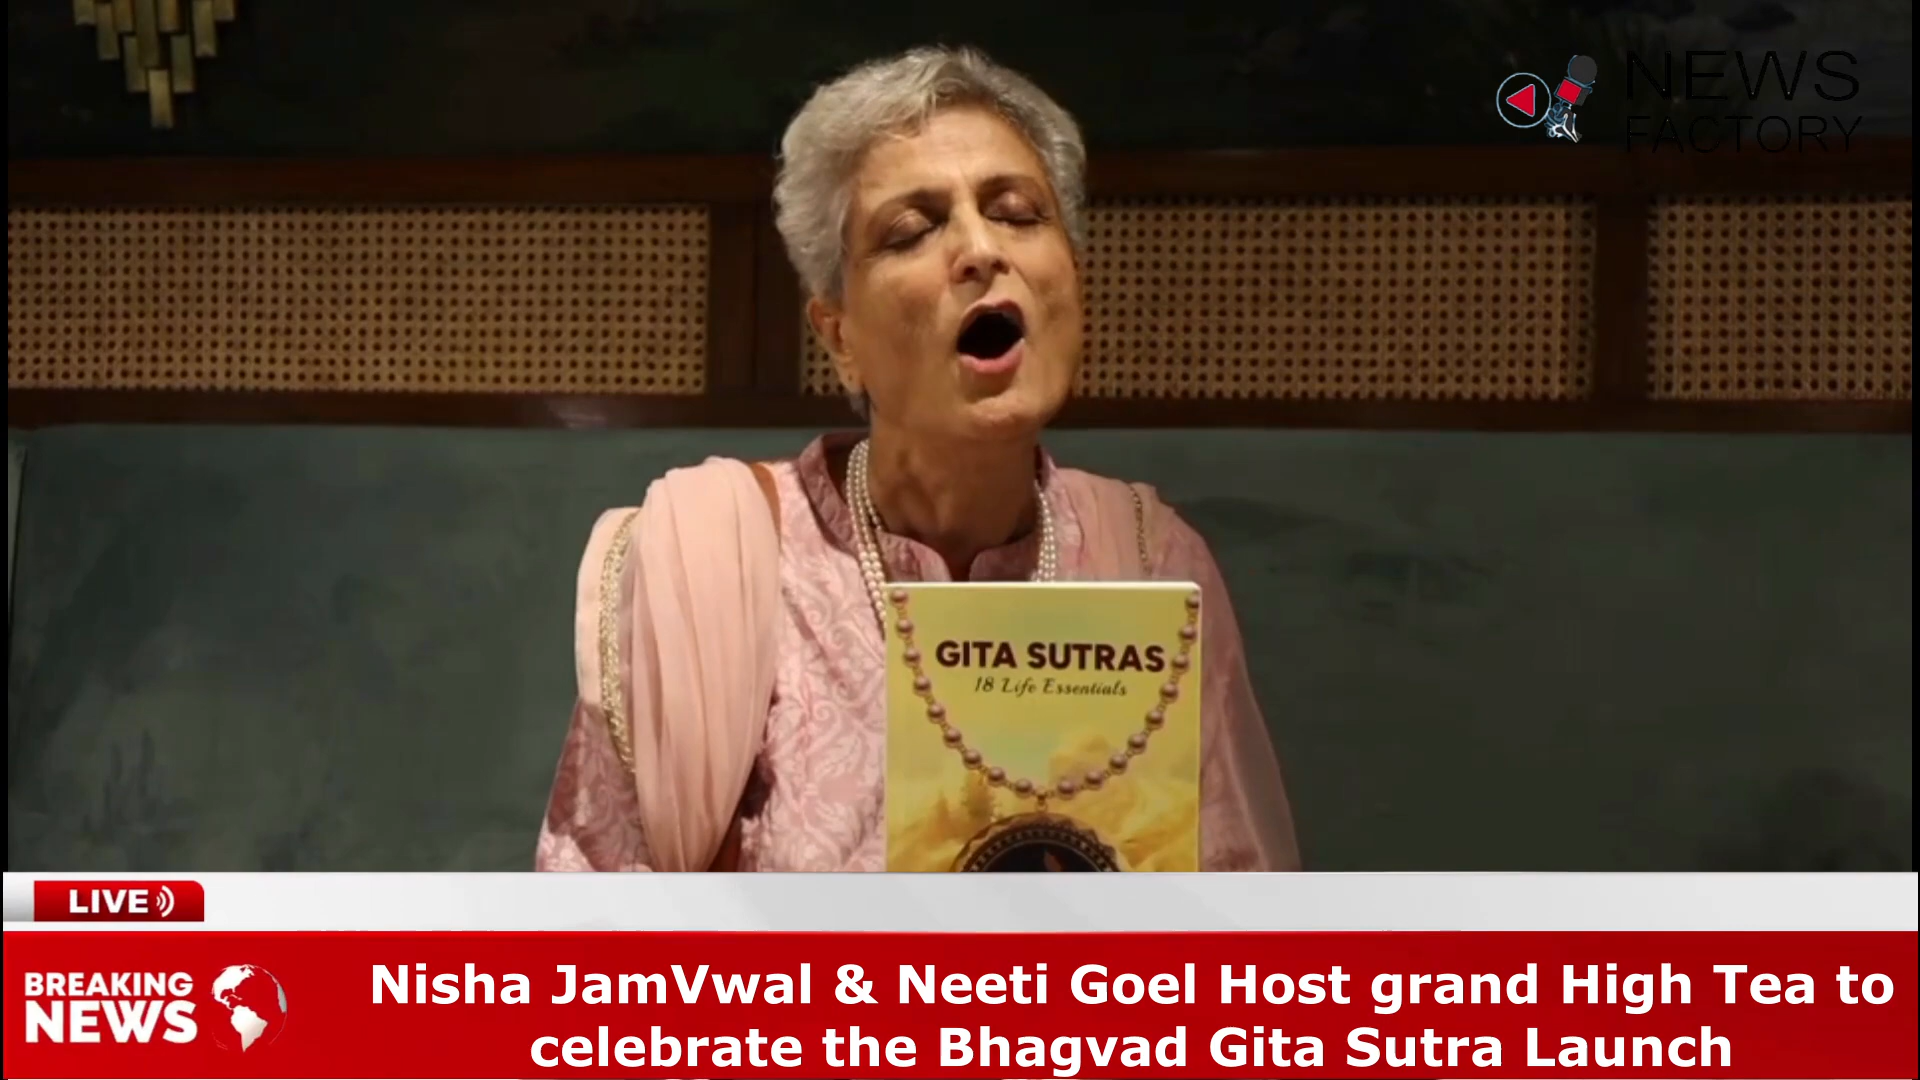 NEWS
FACTORY
GITA SUTRAS
18 Life Essentials
LIVE
BREAKING
NEWS
Nisha JamVwal & Neeti Goel Host grand High Tea to
celebrate the Bhagvad Gita Sutra Launch